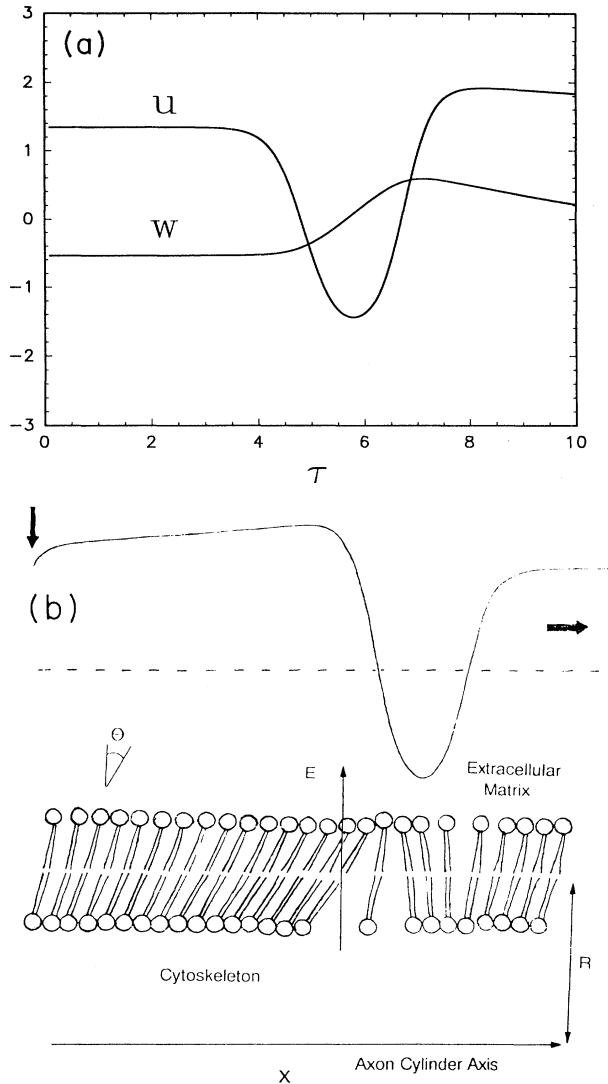 3
(a)
2
u
1
0
w
−1
−2
−3
0 2 4 6 8 10
τ
(b)
Θ
E
Extracellular
Matrix
Cytoskeleton
R
Axon Cylinder Axis
X